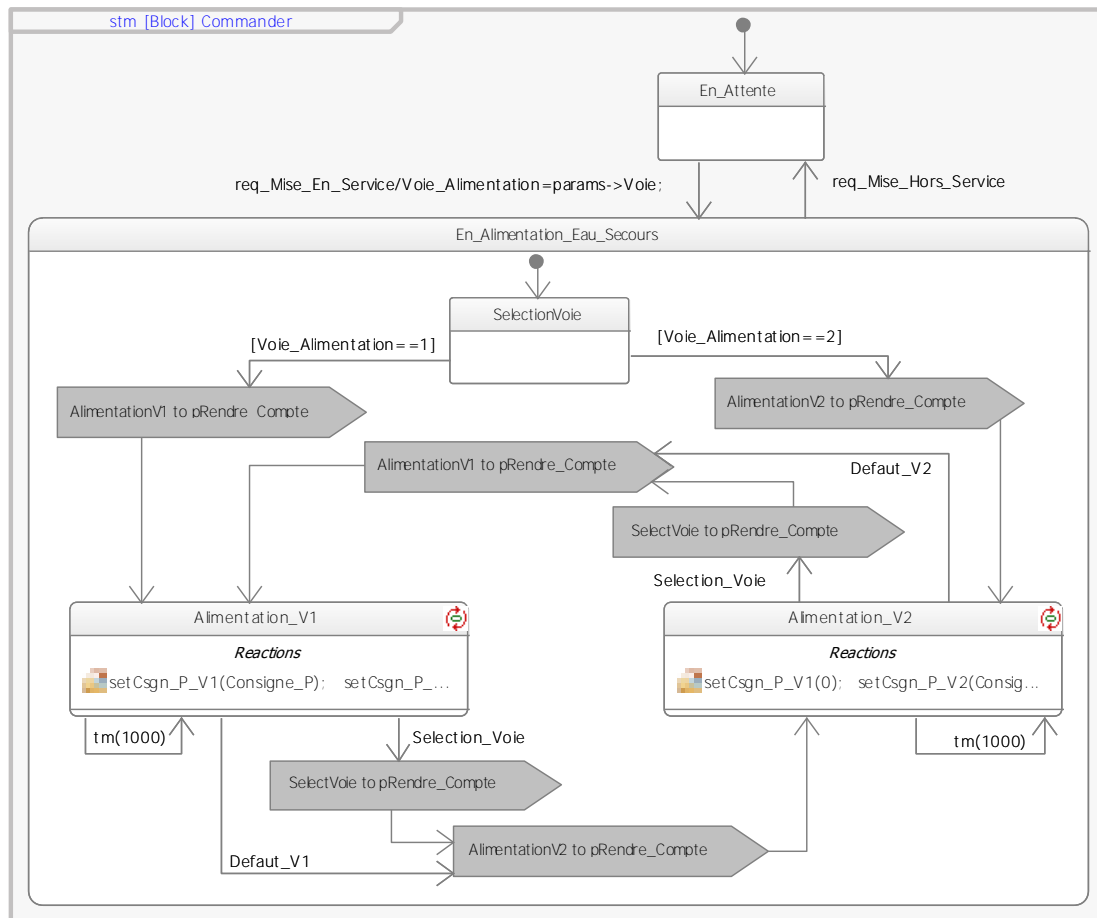 stm [Block] Commander
En_Attente
req_Mise_En_Service/Voie_Alimentation=params->Voie;
req_Mise_Hors_Service
En_Alimentation_Eau_Secours
SelectionVoie
[Voie_Alimentation==1]
[Voie_Alimentation==2]
AlimentationV1 to pRendre_Compte
AlimentationV2 to pRendre_Compte
AlimentationV1 to pRendre_Compte
Defaut_V2
SelectVoie to pRendre_Compte
Selection_Voie
Alimentation_V1
Alimentation_V2
Reactions
Reactions
setCsgn_P_V1(Consigne_P); setCsgn_P_...
setCsgn_P_V1(0); setCsgn_P_V2(Consig...
tm(1000)
Selection_Voie
tm(1000)
SelectVoie to pRendre_Compte
AlimentationV2 to pRendre_Compte
Defaut_V1